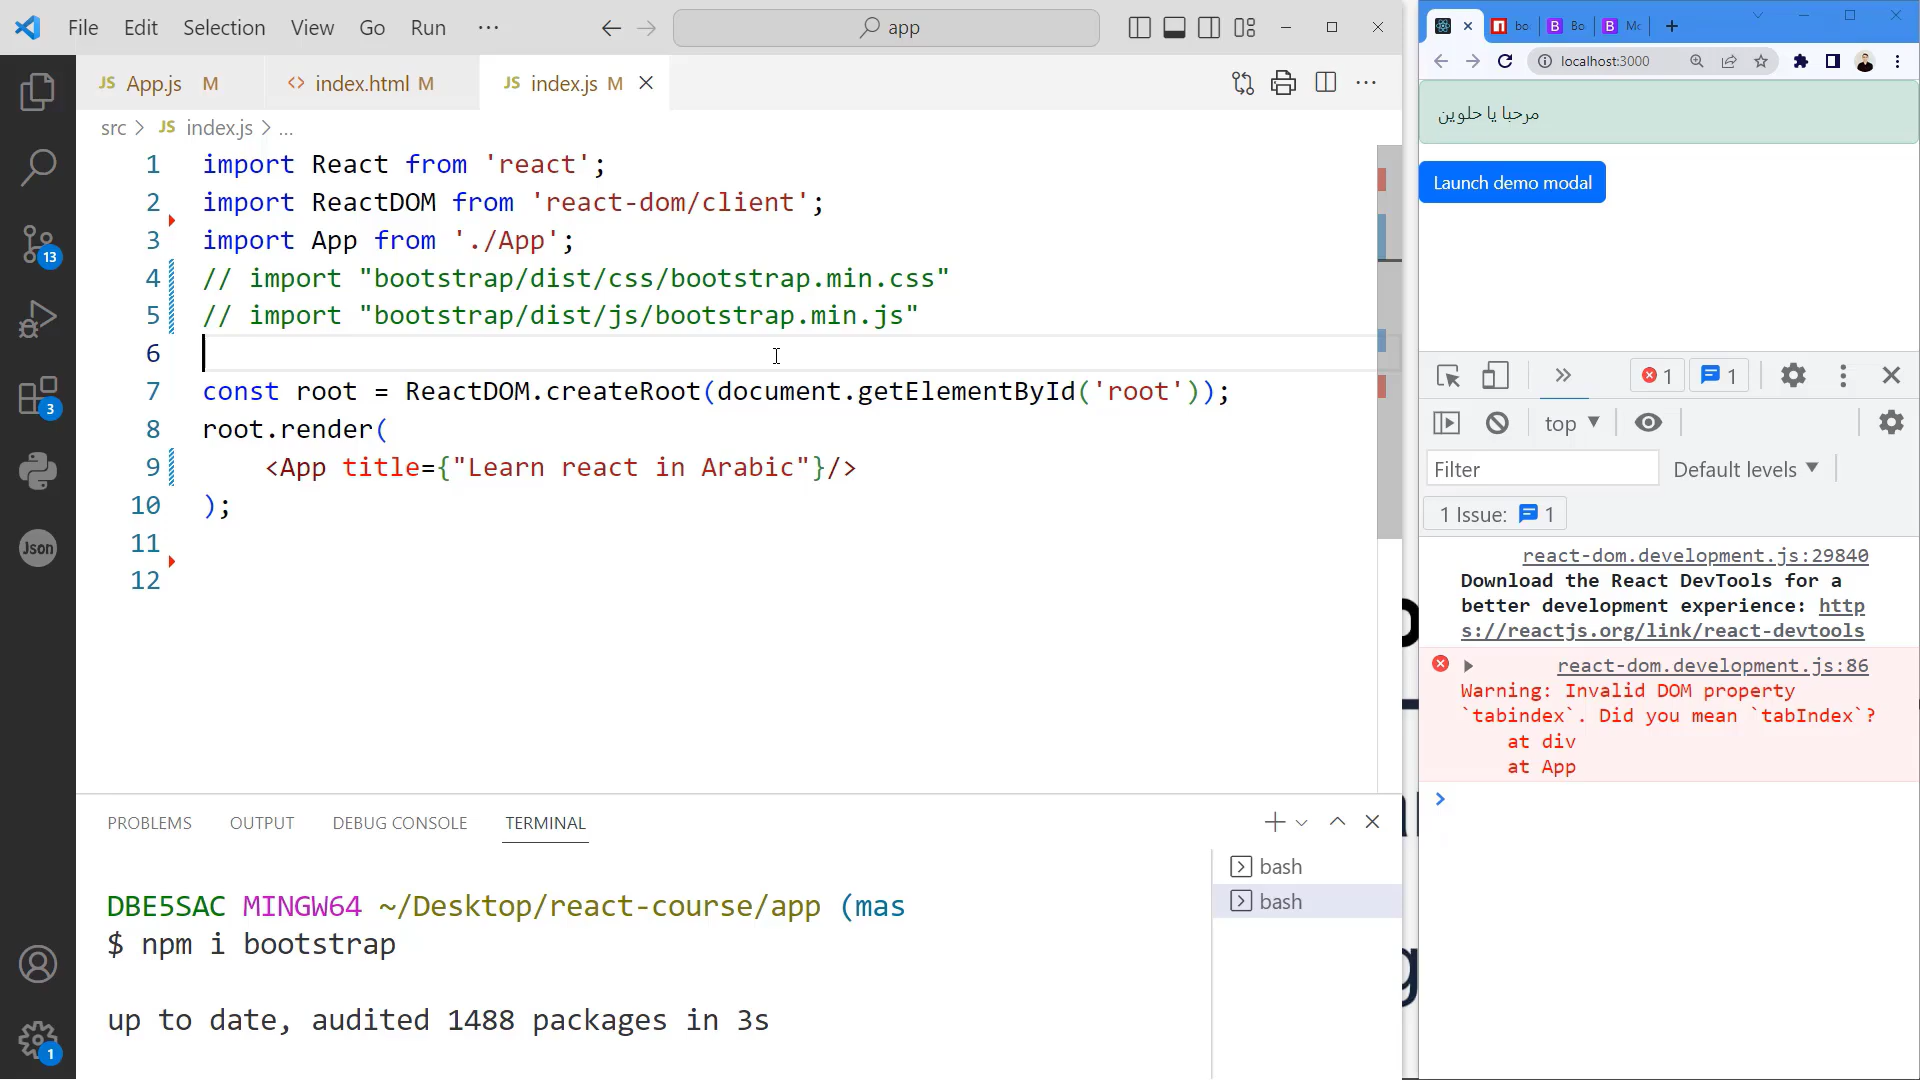 File Edit Selection View Go Run ···
app
JS App.js M
<> index.html M
JS index.js M
src > JS index.js > ...
1 import React from 'react';
2 import ReactDOM from 'react-dom/client';
3 import App from './App';
4 // import "bootstrap/dist/css/bootstrap.min.css"
5 // import "bootstrap/dist/js/bootstrap.min.js"
6
7 const root = ReactDOM.createRoot(document.getElementById('root'));
8 root.render(
9 <App title={"Learn react in Arabic"}/>
10 );
11
12
13
3
Json
1
PROBLEMS OUTPUT DEBUG CONSOLE TERMINAL
DBE5SAC MINGW64 ~/Desktop/react-course/app (mas
$ npm i bootstrap
up to date, audited 1488 packages in 3s
bash
bash
bo
Bo
Mo
localhost:3000
مرحبا يا حلوين
Launch demo modal
1 1
top
Filter Default levels
1 Issue: 1
react-dom.development.js:29840
Download the React DevTools for a
better development experience: http
s://reactjs.org/link/react-devtools
react-dom.development.js:86
Warning: Invalid DOM property
`tabindex`. Did you mean `tabIndex`?
at div
at App